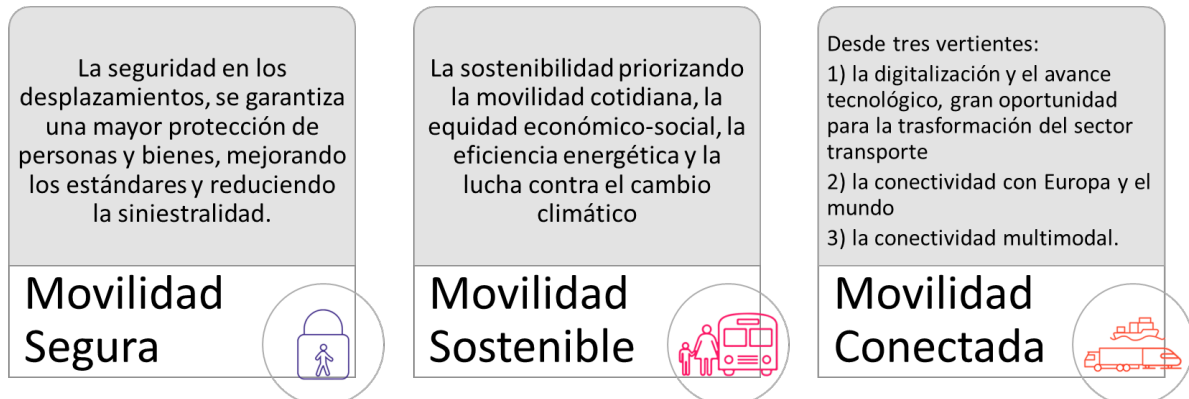 La seguridad en los
desplazamientos, se garantiza
una mayor protección de
personas y bienes, mejorando
los estándares y reduciendo
la siniestralidad.
Movilidad
Segura
La sostenibilidad priorizando
la movilidad cotidiana, la
equidad económico-social, la
eficiencia energética y la
lucha contra el cambio
climático
Movilidad
Sostenible
Desde tres vertientes:
1) la digitalización y el avance
tecnológico, gran oportunidad
para la trasformación del sector
transporte
2) la conectividad con Europa y el
mundo
3) la conectividad multimodal.
Movilidad
Conectada